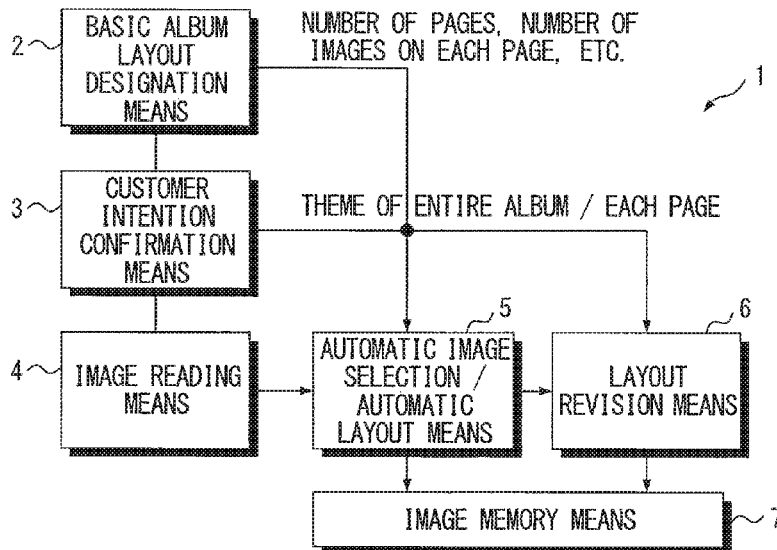 2
BASIC ALBUM
LAYOUT
DESIGNATION
MEANS
NUMBER OF PAGES, NUMBER OF
IMAGES ON EACH PAGE, ETC.
1
3
CUSTOMER
INTENTION
CONFIRMATION
MEANS
THEME OF ENTIRE ALBUM / EACH PAGE
4
IMAGE READING
MEANS
5
AUTOMATIC IMAGE
SELECTION /
AUTOMATIC
LAYOUT MEANS
6
LAYOUT
REVISION MEANS
IMAGE MEMORY MEANS
7